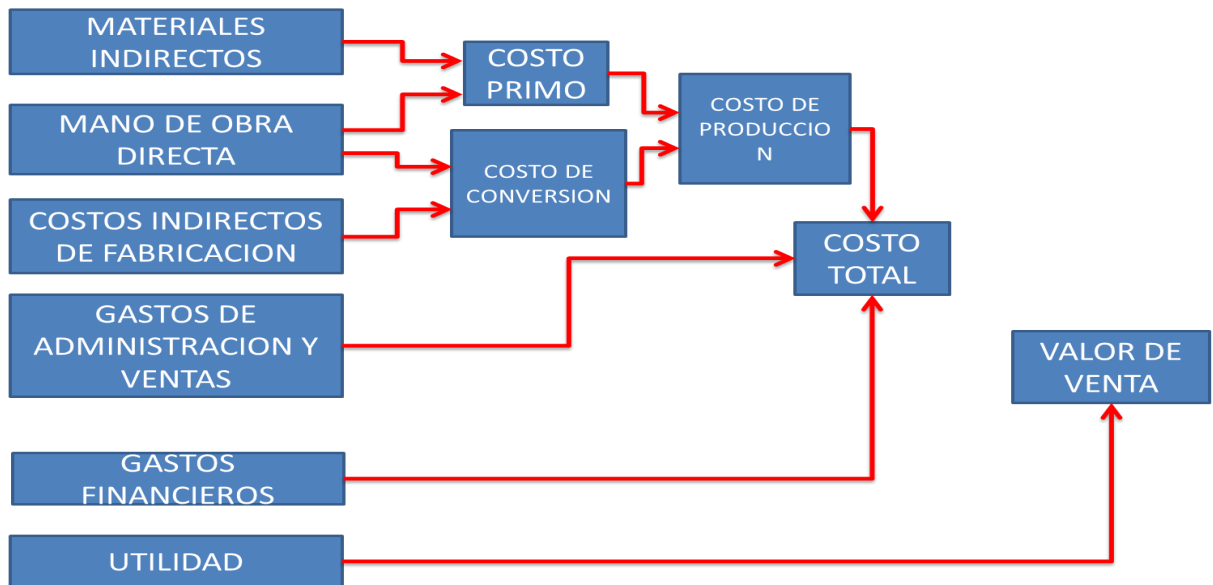 MATERIALES
INDIRECTOS
COSTO
PRIMO
COSTO DE
PRODUCCIO
N
MANO DE OBRA
DIRECTA
COSTO DE
CONVERSION
COSTOS INDIRECTOS
DE FABRICACION
COSTO
TOTAL
GASTOS DE
ADMINISTRACION Y
VENTAS
VALOR DE
VENTA
GASTOS
FINANCIEROS
UTILIDAD